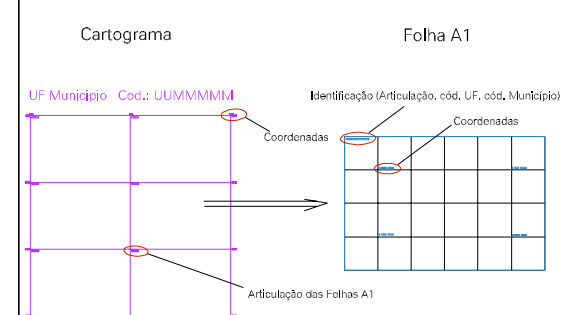 Cartograma
Folha A1
UF Município Cod.: UUMMMMM
Identificação (Articulação, cód. UF, cód. Município)
Coordenadas
Coordenadas
Articulação das Folhas A1